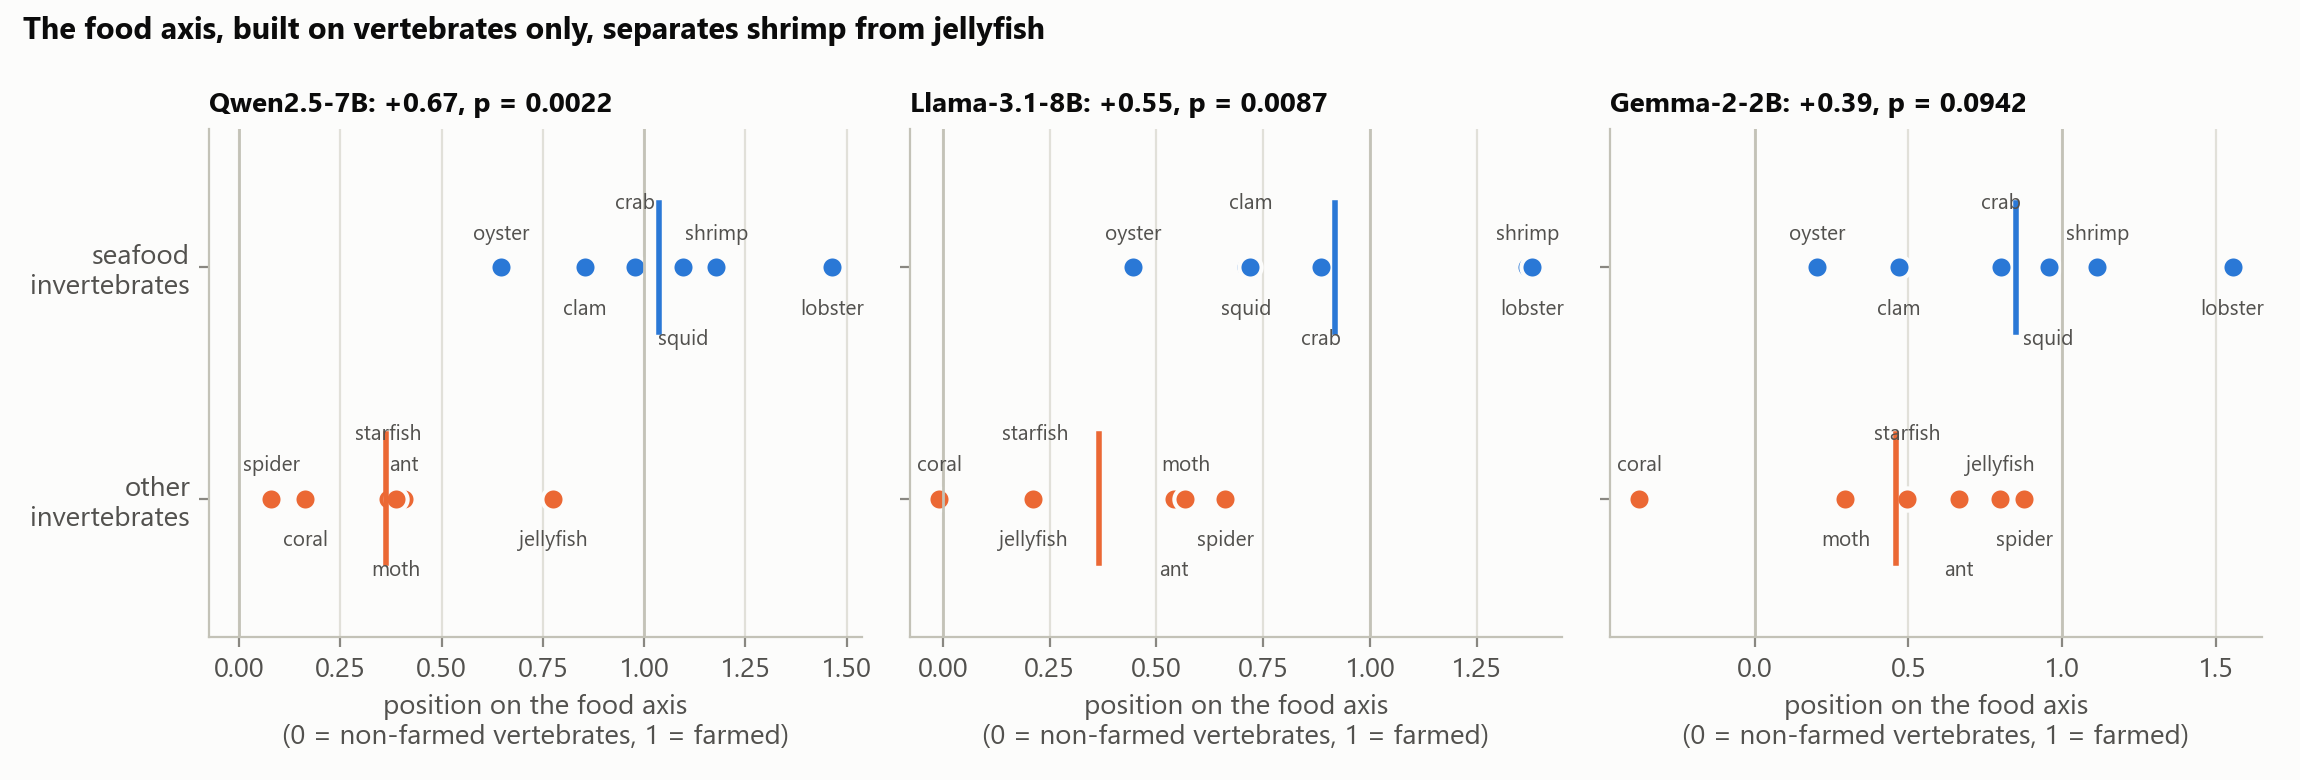 The food axis, built on vertebrates only, separates shrimp from jellyfish
Qwen2.5-7B: +0.67, p = 0.0022
seafood
invertebrates
other
invertebrates
crab
oyster
shrimp
clam
lobster
squid
starfish
spider
ant
coral
jellyfish
moth
0.00 0.25 0.50 0.75 1.00 1.25 1.50
position on the food axis
(0 = non-farmed vertebrates, 1 = farmed)
Llama-3.1-8B: +0.55, p = 0.0087
clam
oyster
shrimp
squid
lobster
crab
starfish
coral
moth
jellyfish
spider
ant
0.00 0.25 0.50 0.75 1.00 1.25
position on the food axis
(0 = non-farmed vertebrates, 1 = farmed)
Gemma-2-2B: +0.39, p = 0.0942
crab
oyster
shrimp
clam
lobster
squid
starfish
coral
jellyfish
moth
spider
ant
0.0 0.5 1.0 1.5
position on the food axis
(0 = non-farmed vertebrates, 1 = farmed)